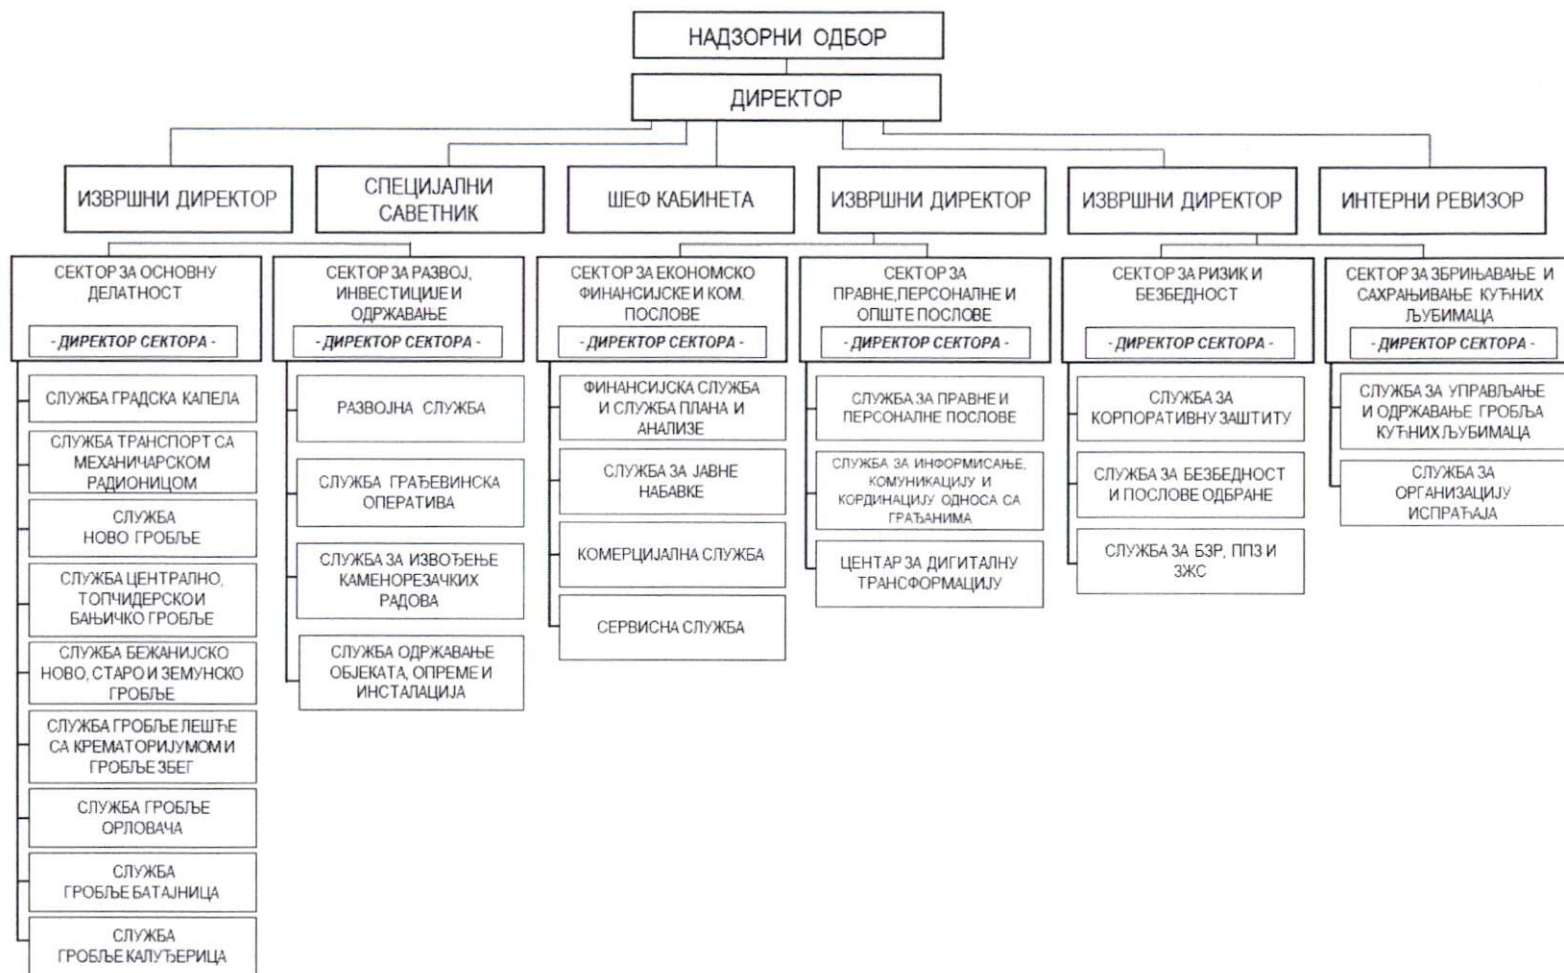 НАДЗОРНИ ОДБОР
ДИРЕКТОР
ИЗВРШНИ ДИРЕКТОР
СПЕЦИЈАЛНИ
САВЕТНИК
ШЕФ КАБИНЕТА
ИЗВРШНИ ДИРЕКТОР
ИЗВРШНИ ДИРЕКТОР
ИНТЕРНИ РЕВИЗОР
СЕКТОР ЗА ОСНОВНУ
ДЕЛАТНОСТ
- ДИРЕКТОР СЕКТОРА -
СЛУЖБА ГРАДСКА КАПЕЛА
СЛУЖБА ТРАНСПОРТ СА
МЕХАНИЧАРСКОМ
РАДИОНИЦОМ
СЛУЖБА
НОВО ГРОБЉЕ
СЛУЖБА ЦЕНТРАЛНО,
ТОПЧИДЕРСКО И
БАЊИЧКО ГРОБЉЕ
СЛУЖБА БЕЖАНИЈСКО
НОВО, СТАРО И ЗЕМУНСКО
ГРОБЉЕ
СЛУЖБА ГРОБЉЕ ЛЕШЋЕ
СА КРЕМАТОРИЈУМОМ И
ГРОБЉЕ ЗБЕГ
СЛУЖБА ГРОБЉЕ
ОРЛОВАЧА
СЛУЖБА
ГРОБЉЕ БАТАЈНИЦА
СЛУЖБА
ГРОБЉЕ КАЛУЂЕРИЦА
СЕКТОР ЗА РАЗВОЈ,
ИНВЕСТИЦИЈЕ И
ОДРЖАВАЊЕ
- ДИРЕКТОР СЕКТОРА -
РАЗВОЈНА СЛУЖБА
СЛУЖБА ГРАЂЕВИНСКА
ОПЕРАТИВА
СЛУЖБА ЗА ИЗВОЂЕЊЕ
КАМЕНОРЕЗАЧКИХ
РАДОВА
СЛУЖБА ОДРЖАВАЊЕ
ОБЈЕКАТА, ОПРЕМЕ И
ИНСТАЛАЦИЈА
СЕКТОР ЗА ЕКОНОМСКО
ФИНАНСИЈСКЕ И КОМ.
ПОСЛОВЕ
- ДИРЕКТОР СЕКТОРА -
ФИНАНСИЈСКА СЛУЖБА
И СЛУЖБА ПЛАНА И
АНАЛИЗЕ
СЛУЖБА ЗА ЈАВНЕ
НАБАВКЕ
КОМЕРЦИЈАЛНА СЛУЖБА
СЕРВИСНА СЛУЖБА
СЕКТОР ЗА
ПРАВНЕ,ПЕРСОНАЛНЕ И
ОПШТЕ ПОСЛОВЕ
- ДИРЕКТОР СЕКТОРА -
СЛУЖБА ЗА ПРАВНЕ И
ПЕРСОНАЛНЕ ПОСЛОВЕ
СЛУЖБА ЗА ИНФОРМИСАЊЕ,
КОМУНИКАЦИЈУ И
КОРДИНАЦИЈУ ОДНОСА СА
ГРАЂАНИМА
ЦЕНТАР ЗА ДИГИТАЛНУ
ТРАНСФОРМАЦИЈУ
СЕКТОР ЗА РИЗИК И
БЕЗБЕДНОСТ
- ДИРЕКТОР СЕКТОРА -
СЛУЖБА ЗА
КОРПОРАТИВНУ ЗАШТИТУ
СЛУЖБА ЗА БЕЗБЕДНОСТ
И ПОСЛОВЕ ОДБРАНЕ
СЛУЖБА ЗА БЗР, ППЗ И
ЗЖС
СЕКТОР ЗА ЗБРИЊАВАЊЕ И
САХРАЊИВАЊЕ КУЋНИХ
ЉУБИМАЦА
- ДИРЕКТОР СЕКТОРА -
СЛУЖБА ЗА УПРАВЉАЊЕ
И ОДРЖАВАЊЕ ГРОБЉА
КУЋНИХ ЉУБИМАЦА
СЛУЖБА ЗА
ОРГАНИЗАЦИЈУ
ИСПРАЋАЈА